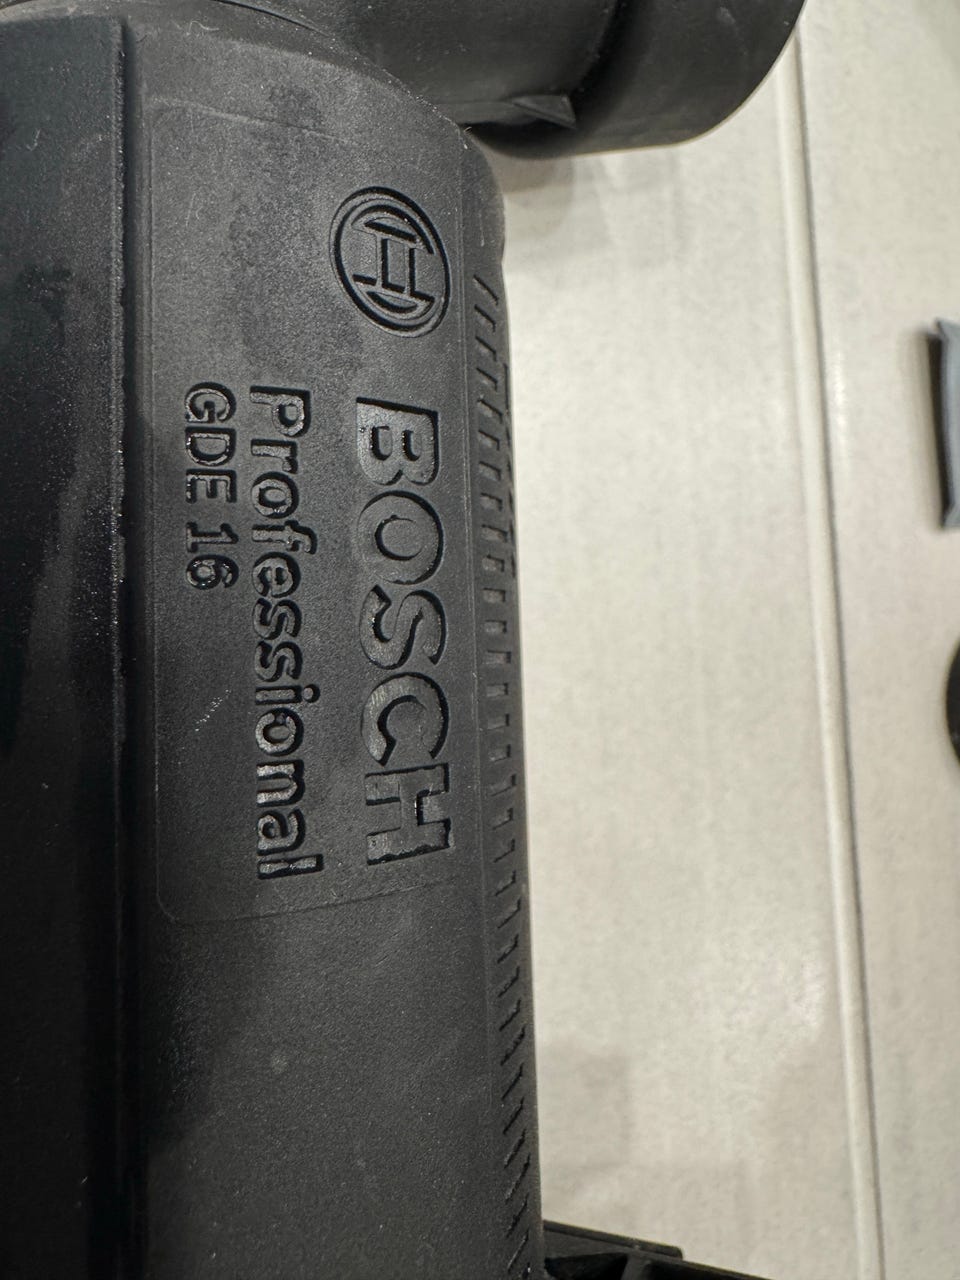 BOSCH
Professional
GDE 16